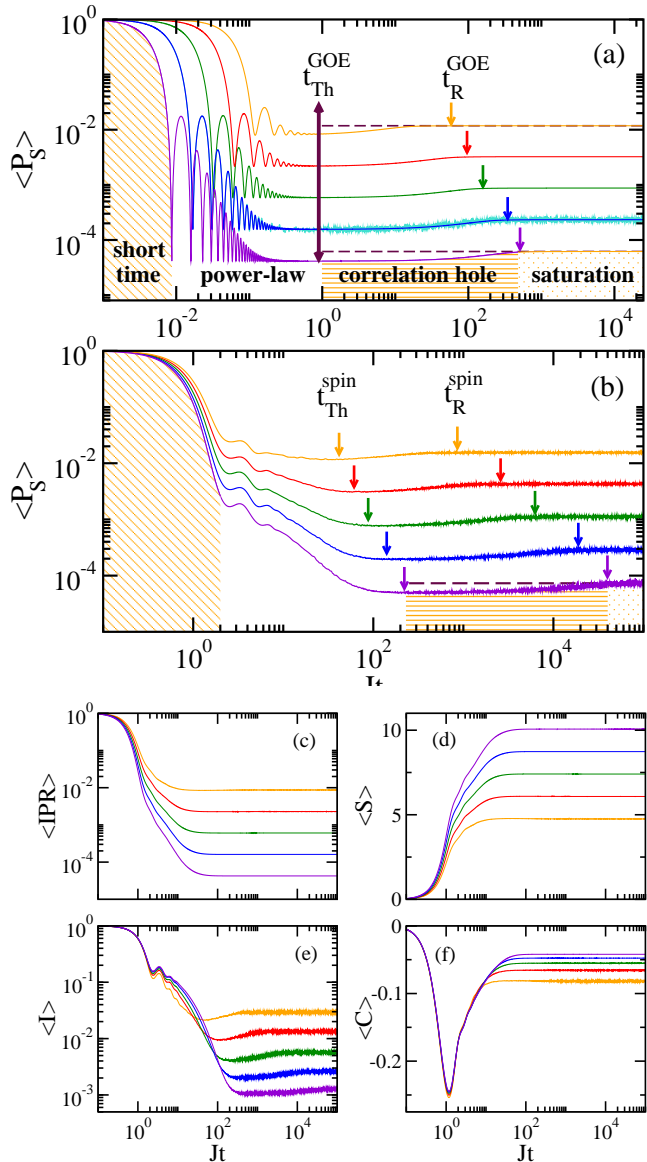 10^0
(a)
t_Th^GOE
t_R^GOE
10^-2
<P_S>
10^-4
short time
power-law
correlation hole
saturation
10^-2 10^0 10^2 10^4
10^0
(b)
t_Th^spin
t_R^spin
10^-2
<P_S>
10^-4
10^0 10^2 10^4
Jt
10^0
(c)
10^-2
<IPR>
10^-4
10
(d)
5
<S>
0
10^0
(e)
10^-1
<I>
10^-2
10^-3
10^0 10^2 10^4
Jt
0
(f)
-0.1
<C>
-0.2
10^0 10^2 10^4
Jt